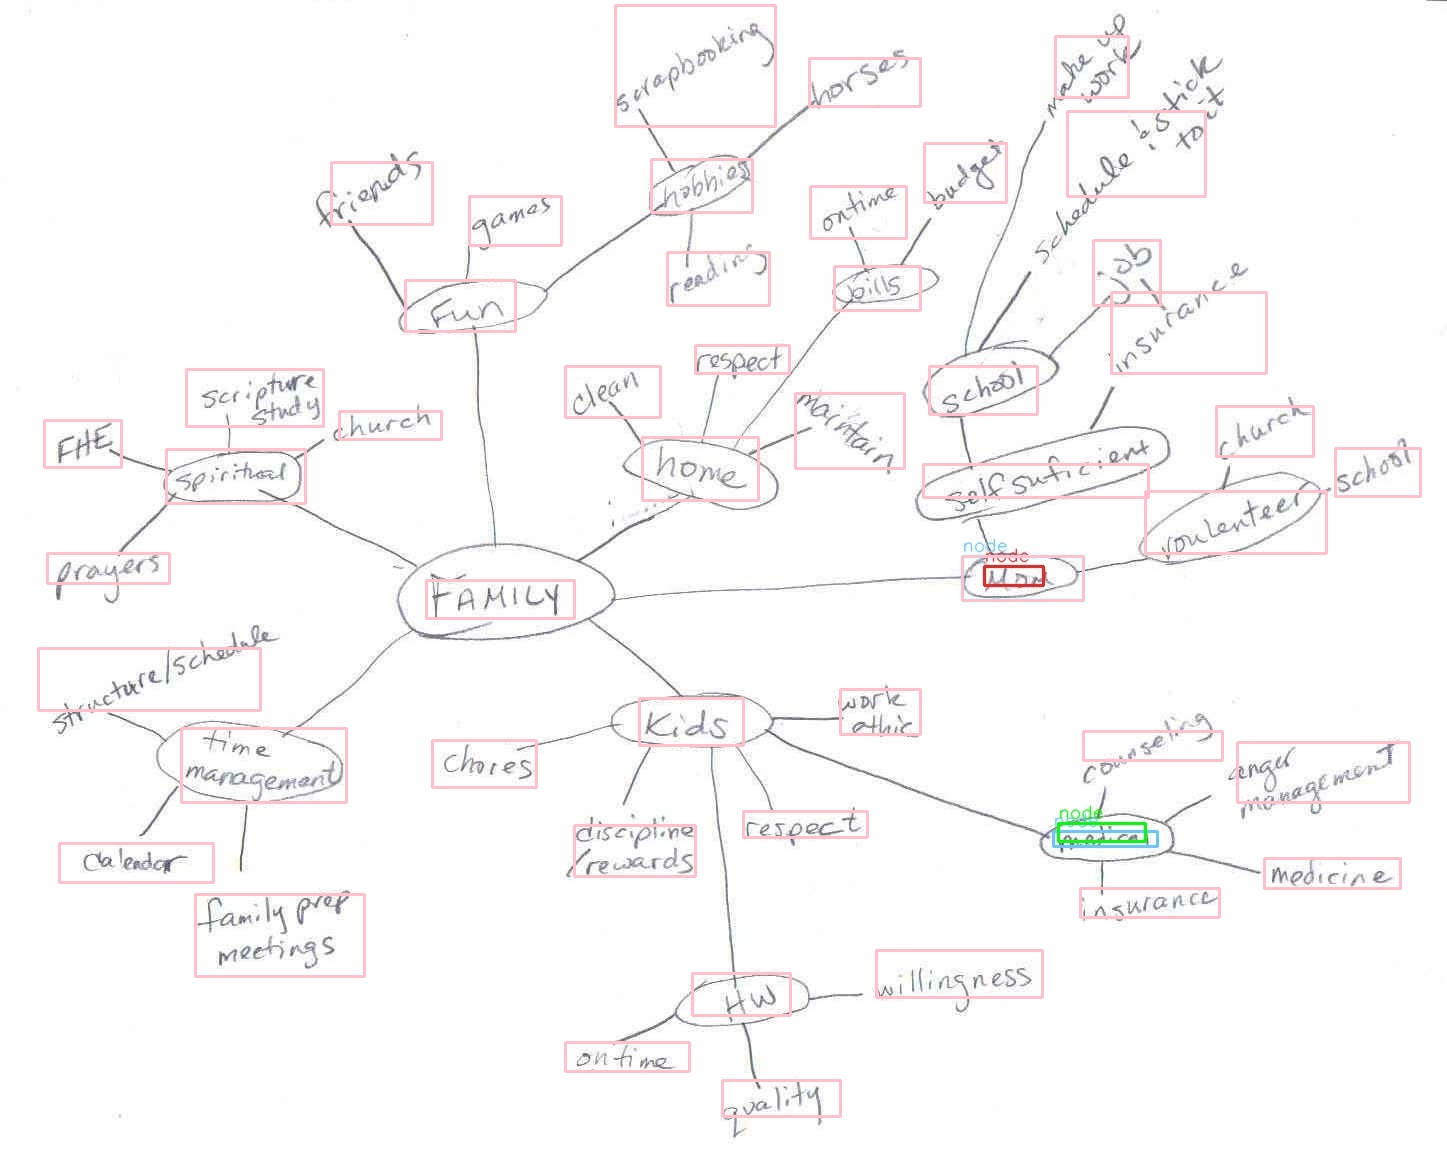 scrapbooking
horses
make up
work
schedule & stick
to it
friends
games
hobbies
ontime
budget
reading
job
Fun
bills
insurance
respect
clean
maintain
school
scripture
study
church
FHE
spiritual
home
church
school
self suficient
voulenteer
node
node
Mom
prayers
FAMILY
structure/schedule
time
management
Kids
work
ethic
chores
counseling
anger
management
discipline
/rewards
respect
node
medical
calendar
medicine
insurance
family prep
meetings
HW
willingness
on time
quality